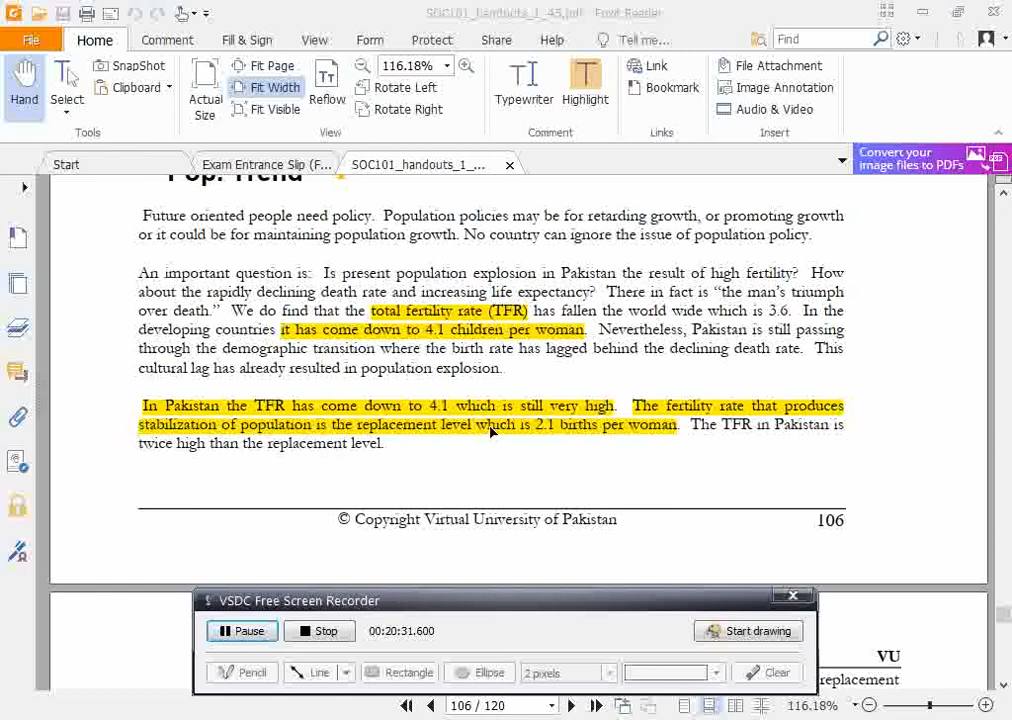 SOC101_handouts_1_45.pdf - Foxit Reader
File
Home
Comment
Fill & Sign
View
Form
Protect
Share
Help
Tell me...
Find
Hand
Select
SnapShot
Clipboard
Tools
Actual Size
Fit Page
Fit Width
Fit Visible
Reflow
116.18%
Rotate Left
Rotate Right
View
Typewriter
Highlight
Comment
Link
Bookmark
Links
File Attachment
Image Annotation
Audio & Video
Insert
Start
Exam Entrance Slip (F...
SOC101_handouts_1_...
Convert your
image files to PDFs
Pop. Trend
Future oriented people need policy. Population policies may be for retarding growth, or promoting growth
or it could be for maintaining population growth. No country can ignore the issue of population policy.
An important question is: Is present population explosion in Pakistan the result of high fertility? How
about the rapidly declining death rate and increasing life expectancy? There in fact is “the man’s triumph
over death.” We do find that the total fertility rate (TFR) has fallen the world wide which is 3.6. In the
developing countries it has come down to 4.1 children per woman. Nevertheless, Pakistan is still passing
through the demographic transition where the birth rate has lagged behind the declining death rate. This
cultural lag has already resulted in population explosion.
In Pakistan the TFR has come down to 4.1 which is still very high. The fertility rate that produces
stabilization of population is the replacement level which is 2.1 births per woman. The TFR in Pakistan is
twice high than the replacement level.
© Copyright Virtual University of Pakistan
106
VSDC Free Screen Recorder
Pause
Stop
00:20:31.600
Start drawing
Pencil
Line
Rectangle
Ellipse
2 pixels
Clear
VU
replacement
106 / 120
116.18%